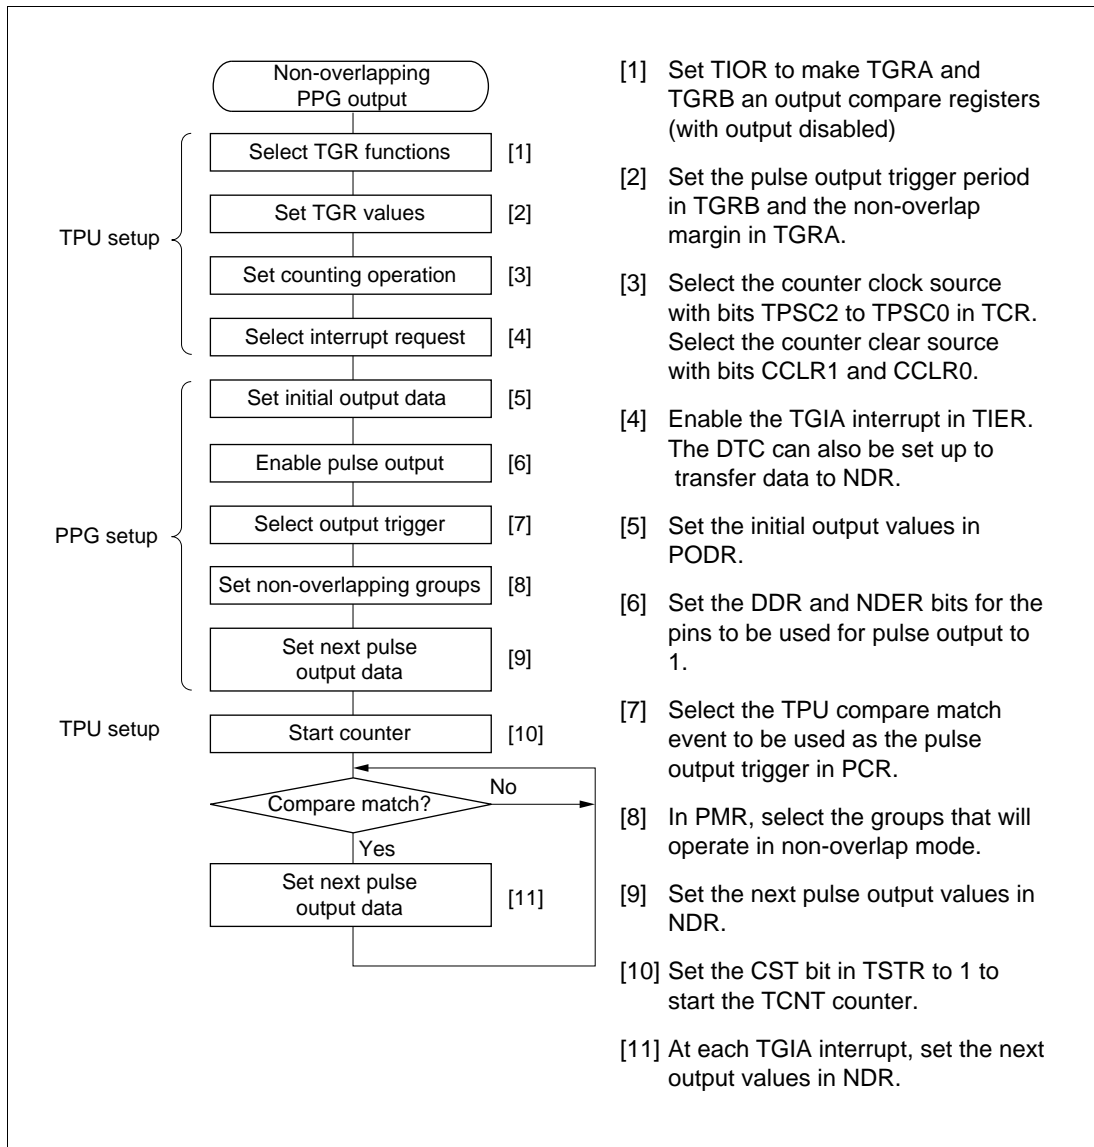 Non-overlapping
PPG output
TPU setup
Select TGR functions [1]
Set TGR values [2]
Set counting operation [3]
Select interrupt request [4]
PPG setup
Set initial output data [5]
Enable pulse output [6]
Select output trigger [7]
Set non-overlapping groups [8]
Set next pulse
output data
[9]
TPU setup
Start counter [10]
Compare match?
No
Yes
Set next pulse
output data
[11]
[1] Set TIOR to make TGRA and
TGRB an output compare registers
(with output disabled)
[2] Set the pulse output trigger period
in TGRB and the non-overlap
margin in TGRA.
[3] Select the counter clock source
with bits TPSC2 to TPSC0 in TCR.
Select the counter clear source
with bits CCLR1 and CCLR0.
[4] Enable the TGIA interrupt in TIER.
The DTC can also be set up to
transfer data to NDR.
[5] Set the initial output values in
PODR.
[6] Set the DDR and NDER bits for the
pins to be used for pulse output to
1.
[7] Select the TPU compare match
event to be used as the pulse
output trigger in PCR.
[8] In PMR, select the groups that will
operate in non-overlap mode.
[9] Set the next pulse output values in
NDR.
[10] Set the CST bit in TSTR to 1 to
start the TCNT counter.
[11] At each TGIA interrupt, set the next
output values in NDR.